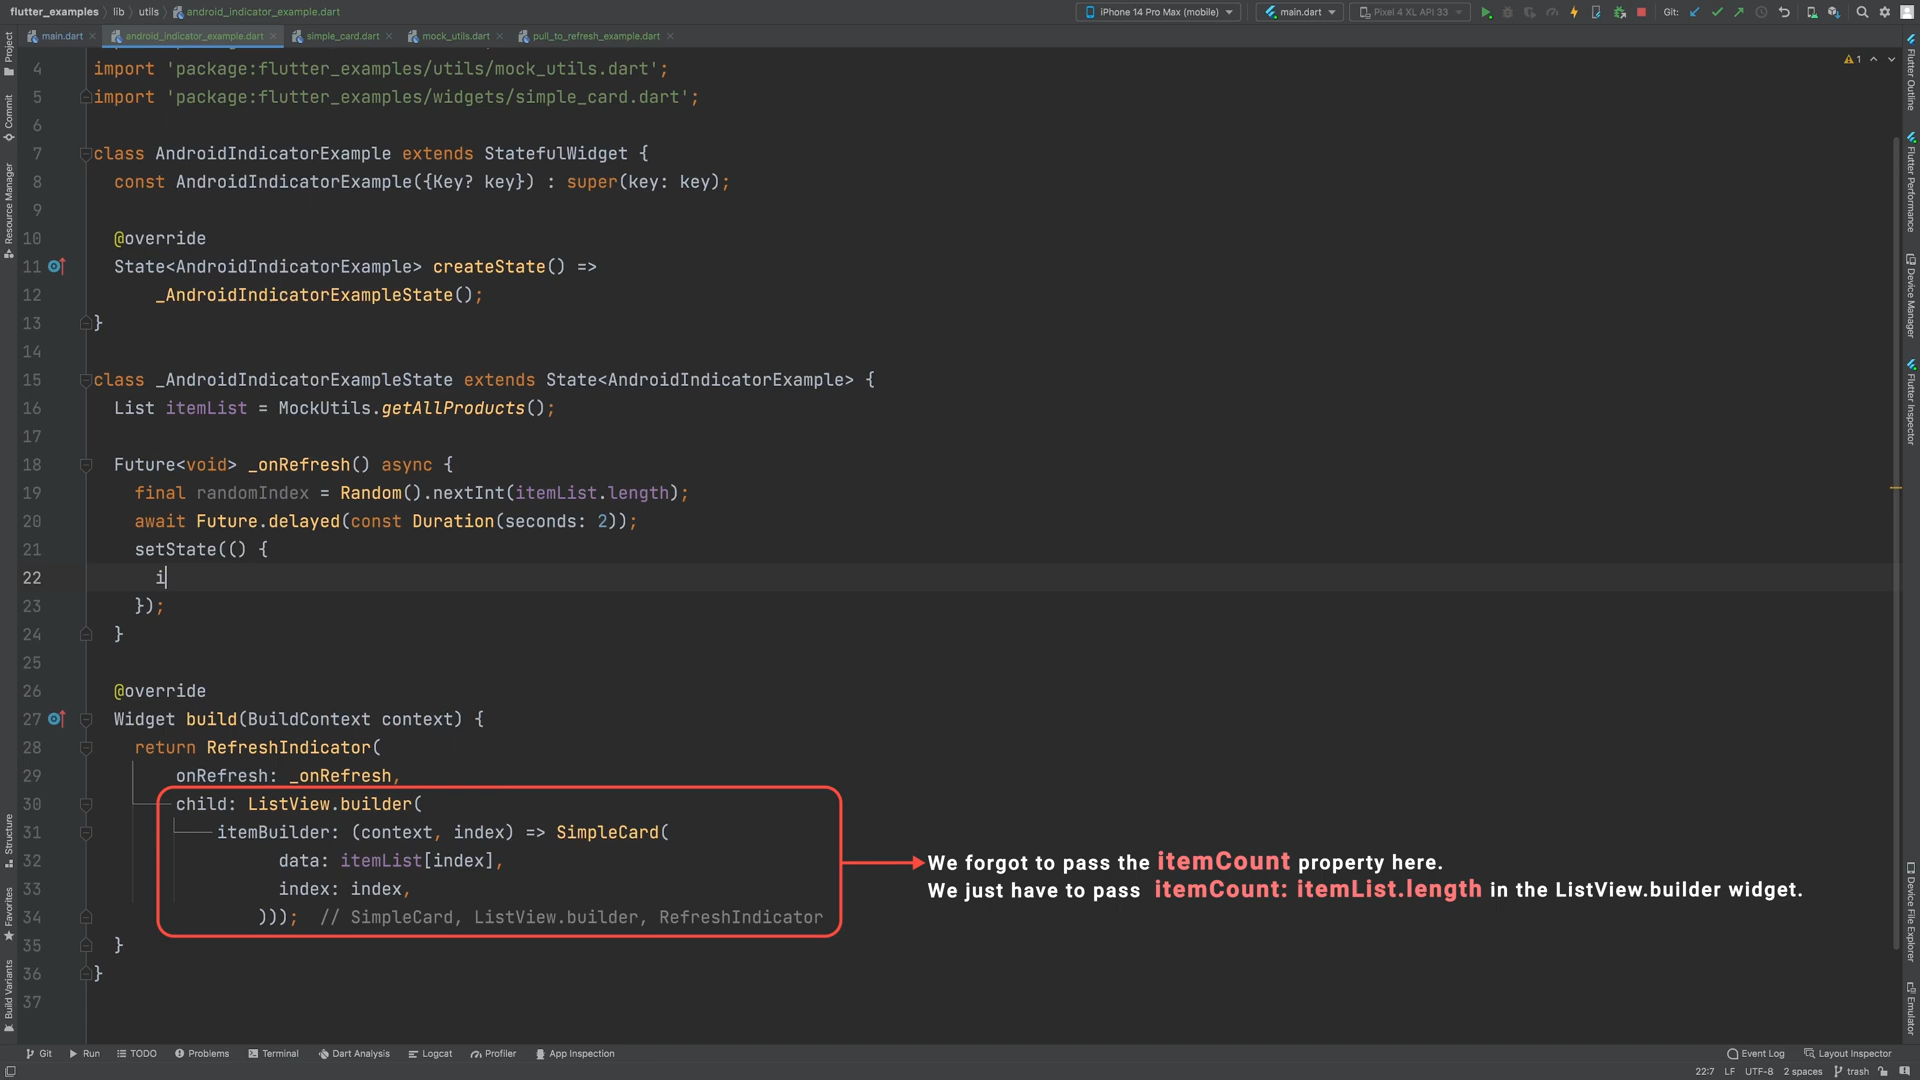 flutter_examples lib utils android_indicator_example.dart
iPhone 14 Pro Max (mobile) main.dart Pixel 4 XL API 33 Git:
main.dart android_indicator_example.dart simple_card.dart mock_utils.dart pull_to_refresh_example.dart
4 import 'package:flutter_examples/utils/mock_utils.dart';
5 import 'package:flutter_examples/widgets/simple_card.dart';
6
7 class AndroidIndicatorExample extends StatefulWidget {
8 const AndroidIndicatorExample({Key? key}) : super(key: key);
9
10 @override
11 State<AndroidIndicatorExample> createState() =>
12 _AndroidIndicatorExampleState();
13 }
14
15 class _AndroidIndicatorExampleState extends State<AndroidIndicatorExample> {
16 List itemList = MockUtils.getAllProducts();
17
18 Future<void> _onRefresh() async {
19 final randomIndex = Random().nextInt(itemList.length);
20 await Future.delayed(const Duration(seconds: 2));
21 setState(() {
22 i
23 });
24 }
25
26 @override
27 Widget build(BuildContext context) {
28 return RefreshIndicator(
29 onRefresh: _onRefresh,
30 child: ListView.builder(
31 itemBuilder: (context, index) => SimpleCard(
32 data: itemList[index],
33 index: index,
34 ))); // SimpleCard, ListView.builder, RefreshIndicator
35 }
36 }
37
We forgot to pass the itemCount property here.
We just have to pass itemCount: itemList.length in the ListView.builder widget.
1
Project
Commit
Resource Manager
Structure
Favorites
Build Variants
Flutter Outline
Flutter Performance
Device Manager
Flutter Inspector
Device File Explorer
Emulator
Git Run TODO Problems Terminal Dart Analysis Logcat Profiler App Inspection Event Log Layout Inspector
22:7 LF UTF-8 2 spaces trash